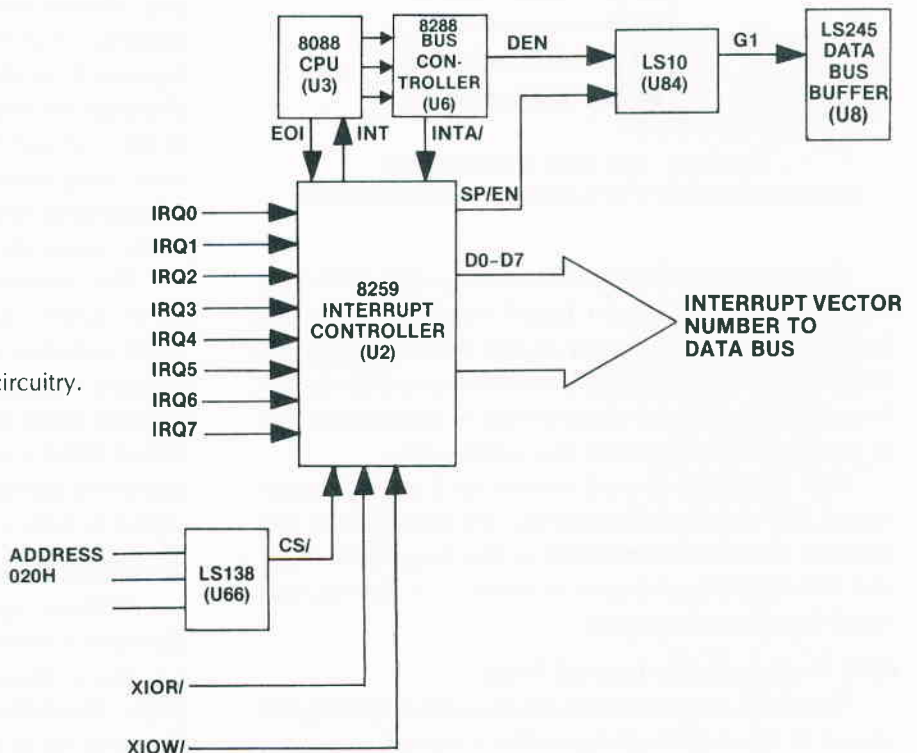 8088
CPU
(U3)
8288
BUS
CON-
TROLLER
(U6)
DEN
LS10
(U84)
G1
LS245
DATA
BUS
BUFFER
(U8)
EOI
INT
INTA/
SP/EN
IRQ0
IRQ1
IRQ2
IRQ3
IRQ4
IRQ5
IRQ6
IRQ7
8259
INTERRUPT
CONTROLLER
(U2)
D0–D7
INTERRUPT VECTOR
NUMBER TO
DATA BUS
circuitry.
ADDRESS
020H
LS138
(U66)
CS/
XIOR/
XIOW/